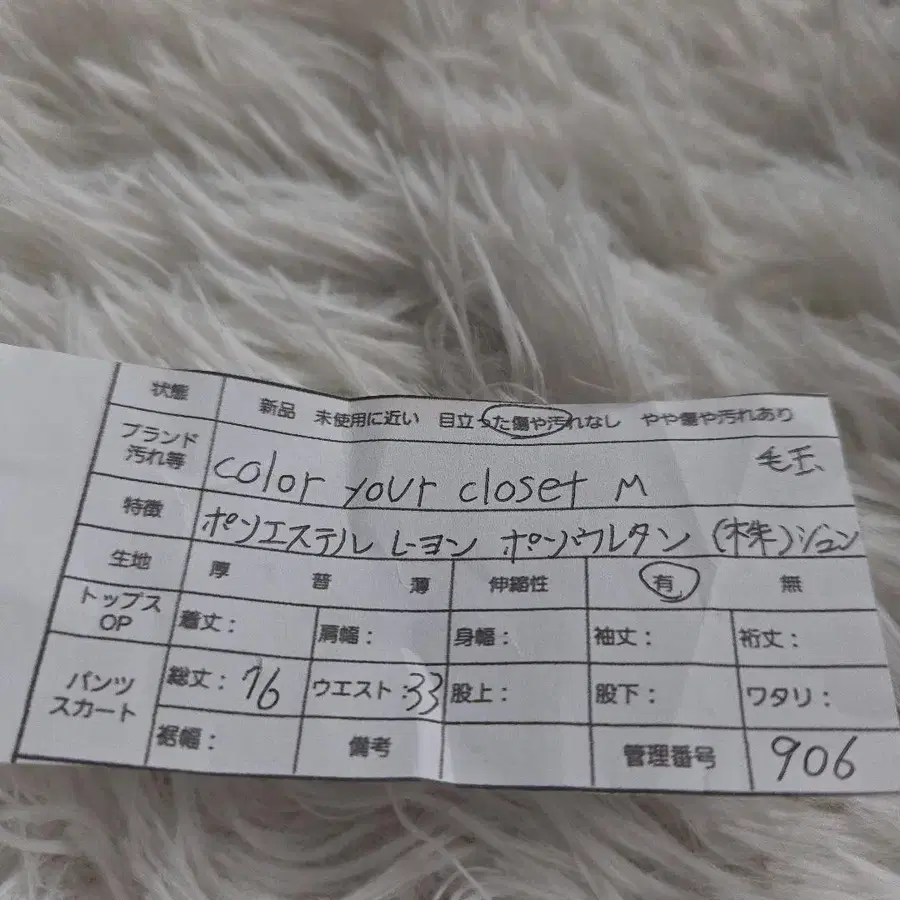 状態 新品 未使用に近い 目立った傷や汚れなし やや傷や汚れあり
ブランド 汚れ等 color your closet M 毛玉
特徴 ポリエステル レーヨン ポリウレタン (株)ジョン
生地 厚 普 薄 伸縮性 有 無
トップス OP 着丈: 肩幅: 身幅: 袖丈: 裄丈:
パンツ スカート 総丈: 76 ウエスト: 33 股上: 股下: ワタリ:
裾幅: 備考 管理番号 906